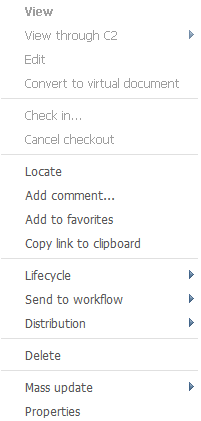 View
View through C2
Edit
Convert to virtual document
Check in...
Cancel checkout
Locate
Add comment...
Add to favorites
Copy link to clipboard
Lifecycle
Send to workflow
Distribution
Delete
Mass update
Properties